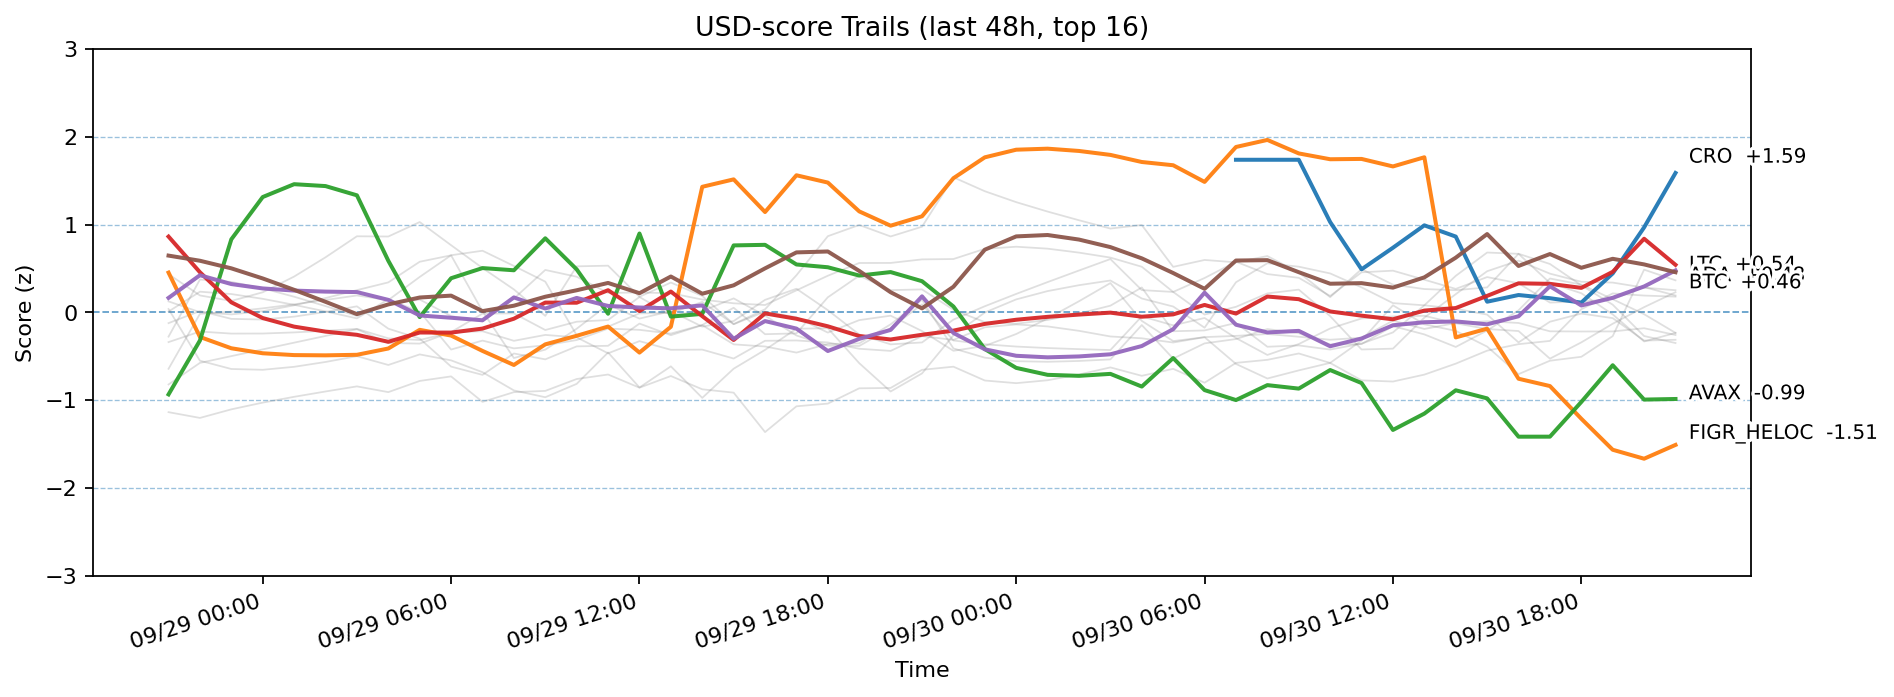 USD-score Trails (last 48h, top 16)
Score (z)
3
2
1
0
−1
−2
−3
CRO +1.59
LTC +0.54
BTC +0.46
AVAX -0.99
FIGR_HELOC -1.51
09/29 00:00
09/29 06:00
09/29 12:00
09/29 18:00
09/30 00:00
09/30 06:00
09/30 12:00
09/30 18:00
Time